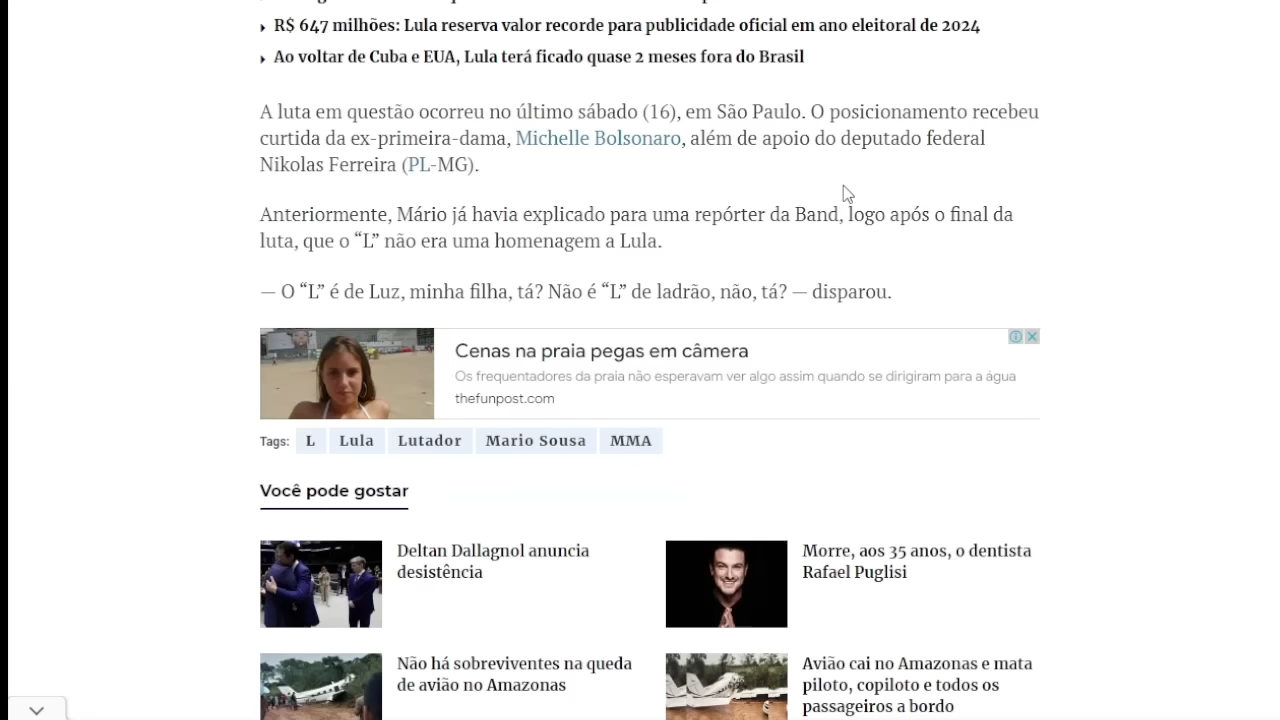 R$ 647 milhões: Lula reserva valor recorde para publicidade oficial em ano eleitoral de 2024
Ao voltar de Cuba e EUA, Lula terá ficado quase 2 meses fora do Brasil
A luta em questão ocorreu no último sábado (16), em São Paulo. O posicionamento recebeu
curtida da ex-primeira-dama, Michelle Bolsonaro, além de apoio do deputado federal
Nikolas Ferreira (PL-MG).
Anteriormente, Mário já havia explicado para uma repórter da Band, logo após o final da
luta, que o “L” não era uma homenagem a Lula.
— O “L” é de Luz, minha filha, tá? Não é “L” de ladrão, não, tá? — disparou.
Cenas na praia pegas em câmera
Os frequentadores da praia não esperavam ver algo assim quando se dirigiram para a água
thefunpost.com
Tags: L Lula Lutador Mario Sousa MMA
Você pode gostar
Deltan Dallagnol anuncia
desistência
Morre, aos 35 anos, o dentista
Rafael Puglisi
Não há sobreviventes na queda
de avião no Amazonas
Avião cai no Amazonas e mata
piloto, copiloto e todos os
passageiros a bordo